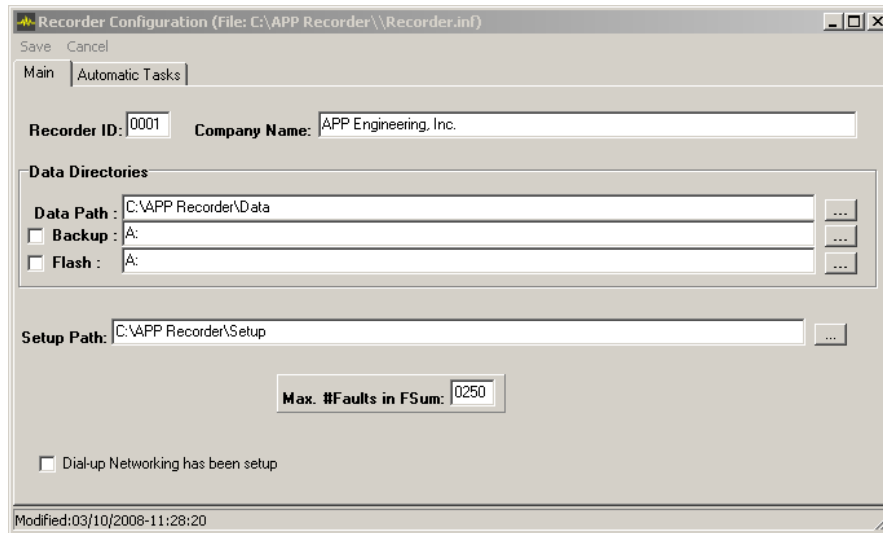 Recorder Configuration (File: C:\APP Recorder\\Recorder.inf)
Save Cancel
Main Automatic Tasks
Recorder ID: 0001 Company Name: APP Engineering, Inc.
Data Directories
Data Path : C:\APP Recorder\Data ...
Backup : A: ...
Flash : A: ...
Setup Path: C:\APP Recorder\Setup ...
Max. #Faults in FSum: 0250
Dial-up Networking has been setup
Modified:03/10/2008-11:28:20